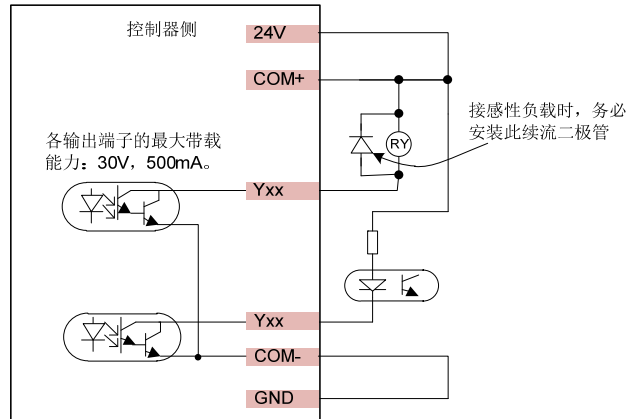 控制器侧
24V
COM+
接感性负载时，务必
安装此续流二极管
各输出端子的最大带载
能力：30V，500mA。
RY
Yxx
Yxx
COM-
GND